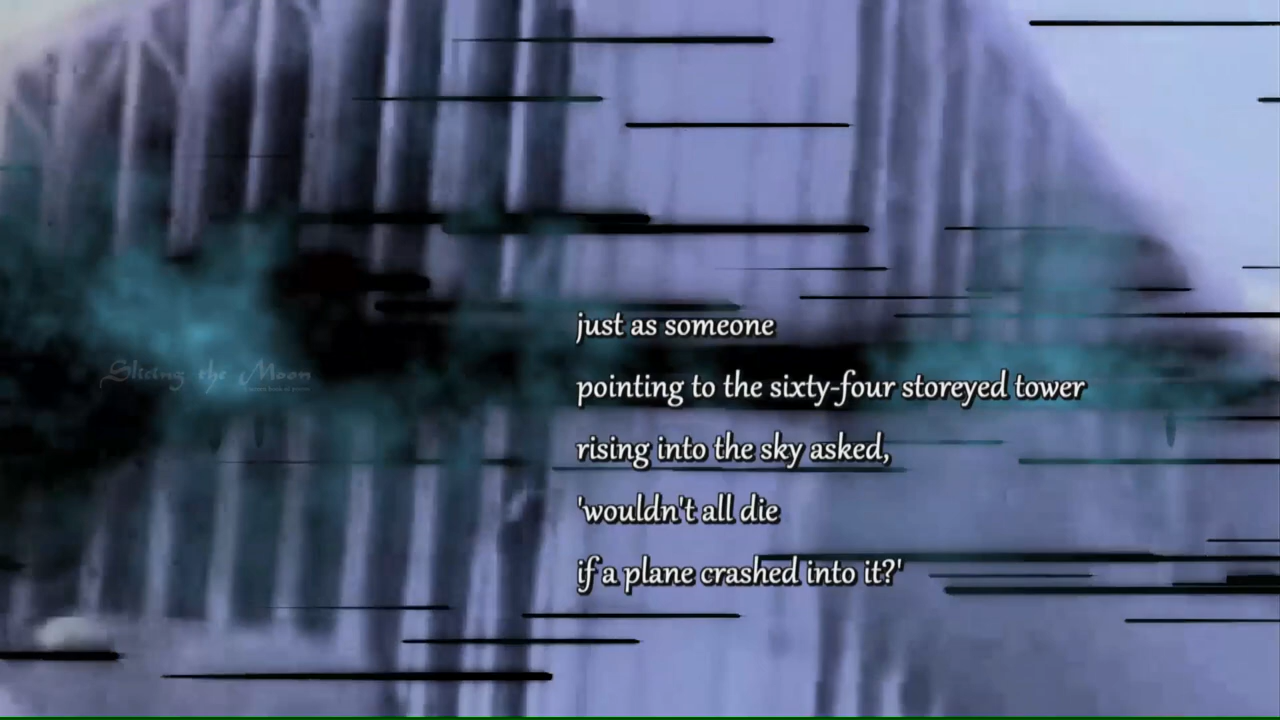 just as someone
pointing to the sixty-four storeyed tower
Slicing the Moon
rising into the sky asked,
'wouldn't all die
if a plane crashed into it?'